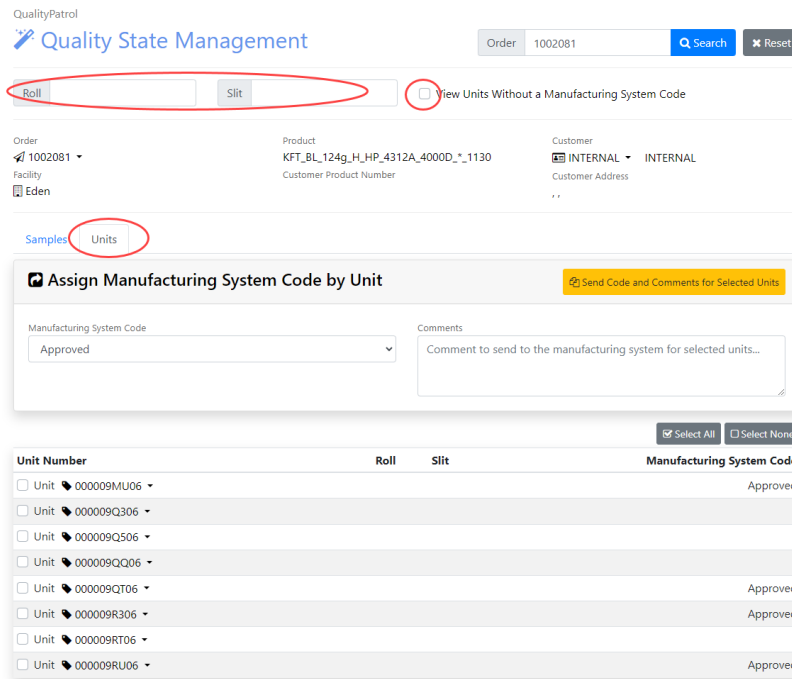 QualityPatrol
Quality State Management
Order 1002081 Search Reset
Roll Slit View Units Without a Manufacturing System Code
Order Product Customer
1002081 KFT_BL_124g_H_HP_4312A_4000D_*_1130 INTERNAL INTERNAL
Facility Customer Product Number Customer Address
Eden , ,
Samples Units
Assign Manufacturing System Code by Unit Send Code and Comments for Selected Units
Manufacturing System Code Comments
Approved Comment to send to the manufacturing system for selected units...
Select All Select None
Unit Number Roll Slit Manufacturing System Code
Unit 000009MU06 Approved
Unit 000009Q306
Unit 000009Q506
Unit 000009QQ06
Unit 000009QT06 Approved
Unit 000009R306 Approved
Unit 000009RT06
Unit 000009RU06 Approved